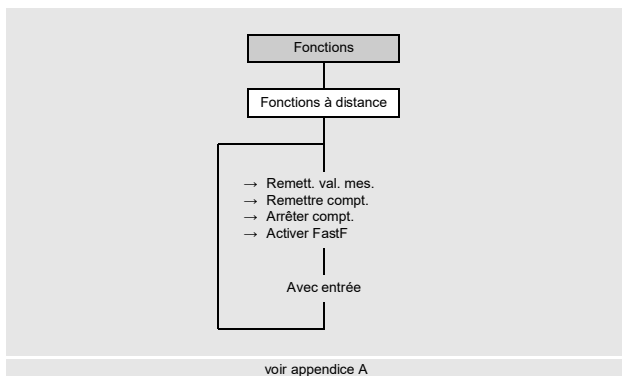 Fonctions
Fonctions à distance
→ Remett. val. mes.
→ Remettre compt.
→ Arrêter compt.
→ Activer FastF
Avec entrée
voir appendice A